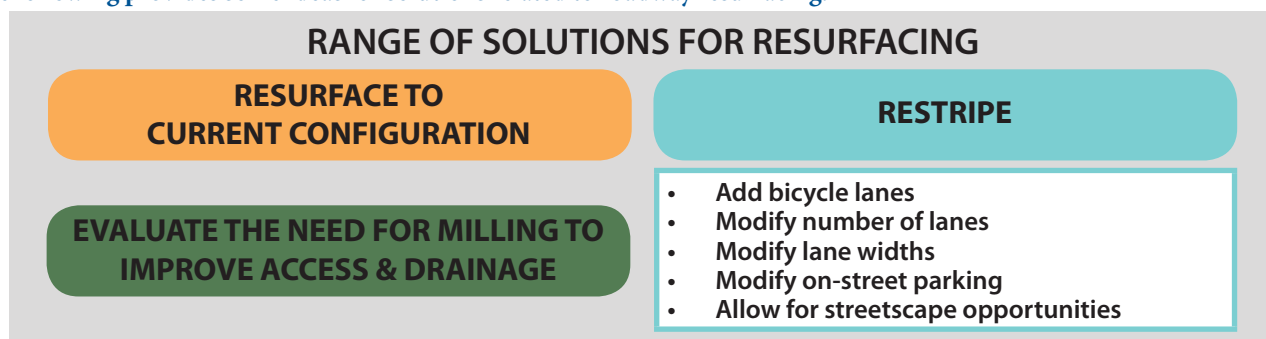 RANGE OF SOLUTIONS FOR RESURFACING
RESURFACE TO
CURRENT CONFIGURATION
RESTRIPE
EVALUATE THE NEED FOR MILLING TO
IMPROVE ACCESS & DRAINAGE
• Add bicycle lanes
• Modify number of lanes
• Modify lane widths
• Modify on-street parking
• Allow for streetscape opportunities